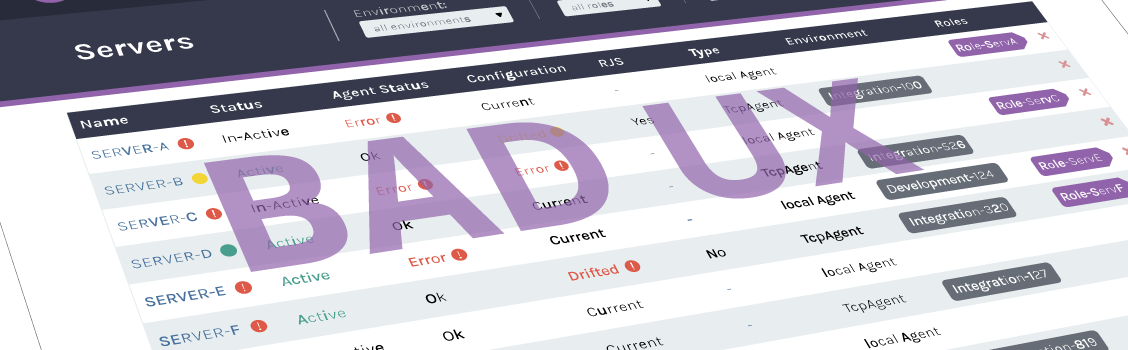 Servers
Environment:
all environments
all roles
Name Status Agent Status Configuration RJS Type Environment Roles
SERVER-A In-Active Error Current - local Agent Role-ServA
SERVER-B Active Ok Drifted Yes TcpAgent Integration-100
SERVER-C In-Active Error Error - local Agent Role-ServC
SERVER-D Active Ok Current - TcpAgent Integration-526
SERVER-E Active Error Current - local Agent Development-124 Role-ServE
SERVER-F Active Ok Drifted No TcpAgent Integration-320 Role-ServF
Ok Current - local Agent
Current - TcpAgent Integration-127
local Agent
BAD UX